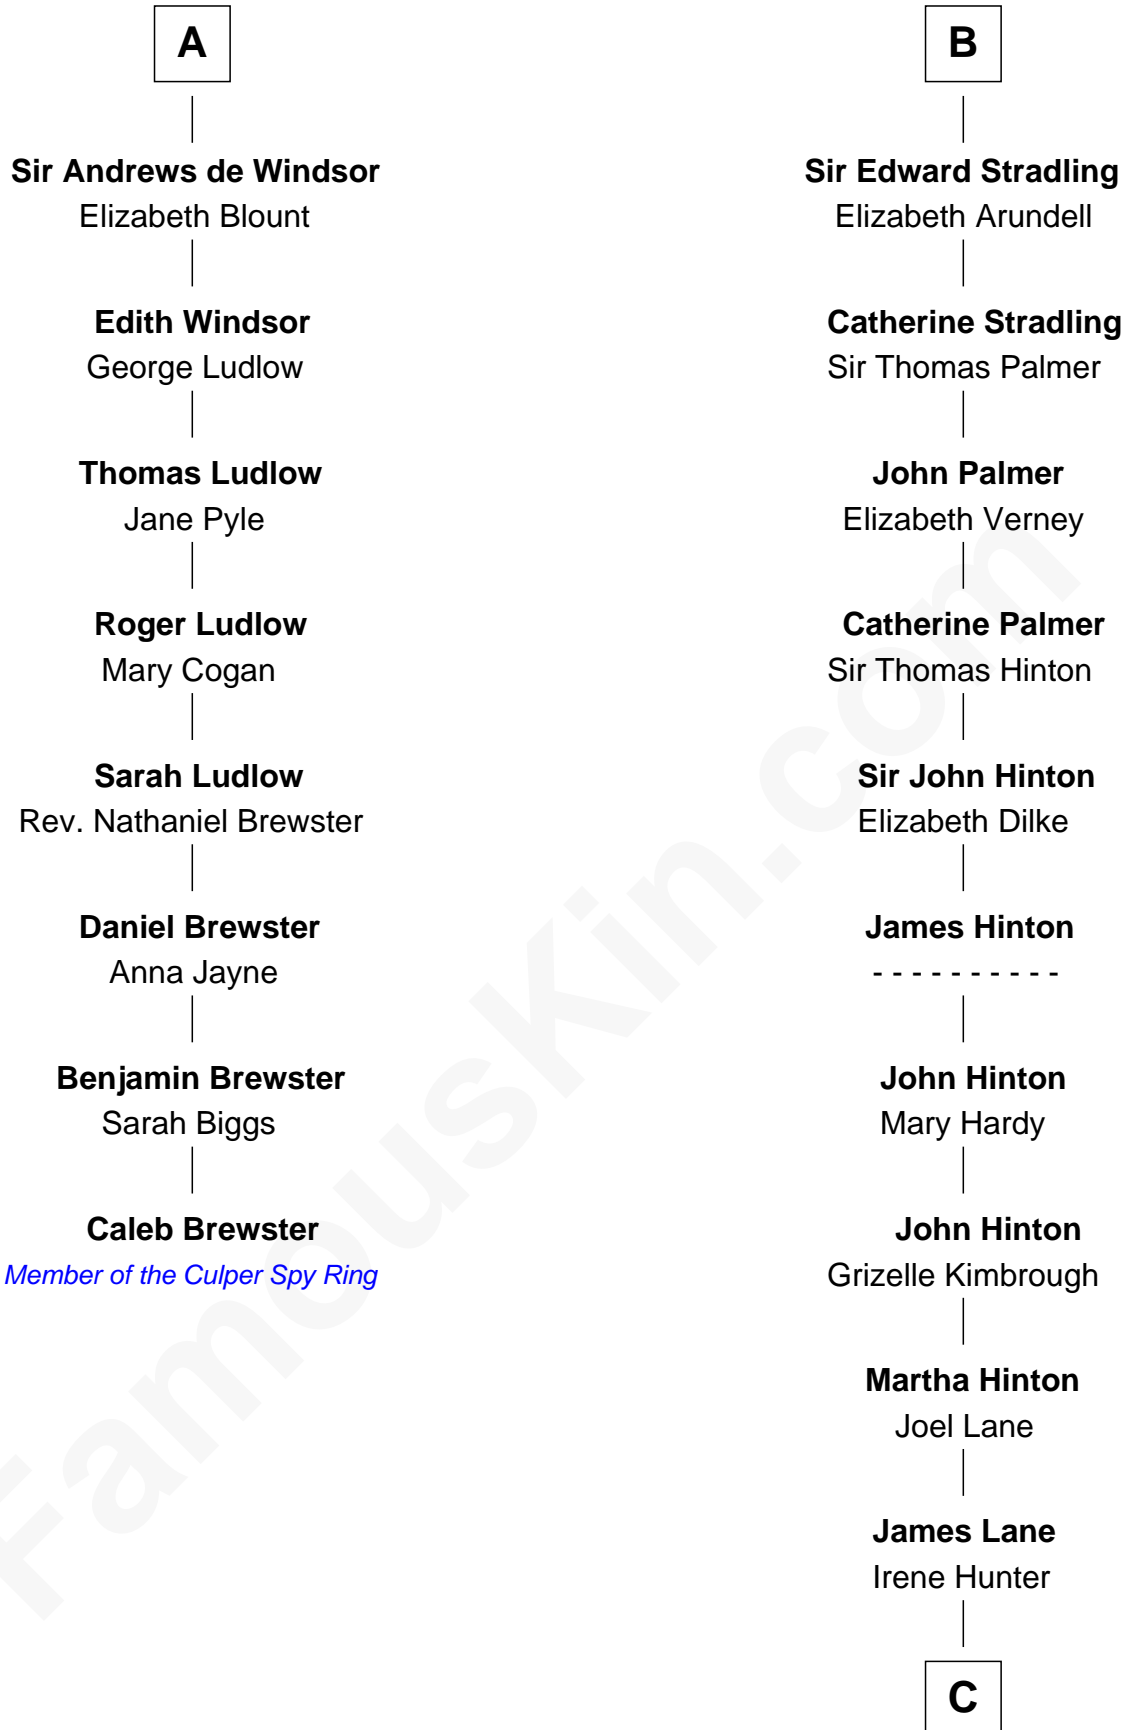 A
Sir Andrews de Windsor
Elizabeth Blount
Edith Windsor
George Ludlow
Thomas Ludlow
Jane Pyle
Roger Ludlow
Mary Cogan
Sarah Ludlow
Rev. Nathaniel Brewster
Daniel Brewster
Anna Jayne
Benjamin Brewster
Sarah Biggs
Caleb Brewster
Member of the Culper Spy Ring
B
Sir Edward Stradling
Elizabeth Arundell
Catherine Stradling
Sir Thomas Palmer
John Palmer
Elizabeth Verney
Catherine Palmer
Sir Thomas Hinton
Sir John Hinton
Elizabeth Dilke
James Hinton
- - - - - - - - - -
John Hinton
Mary Hardy
John Hinton
Grizelle Kimbrough
Martha Hinton
Joel Lane
James Lane
Irene Hunter
C
FamousKin.com